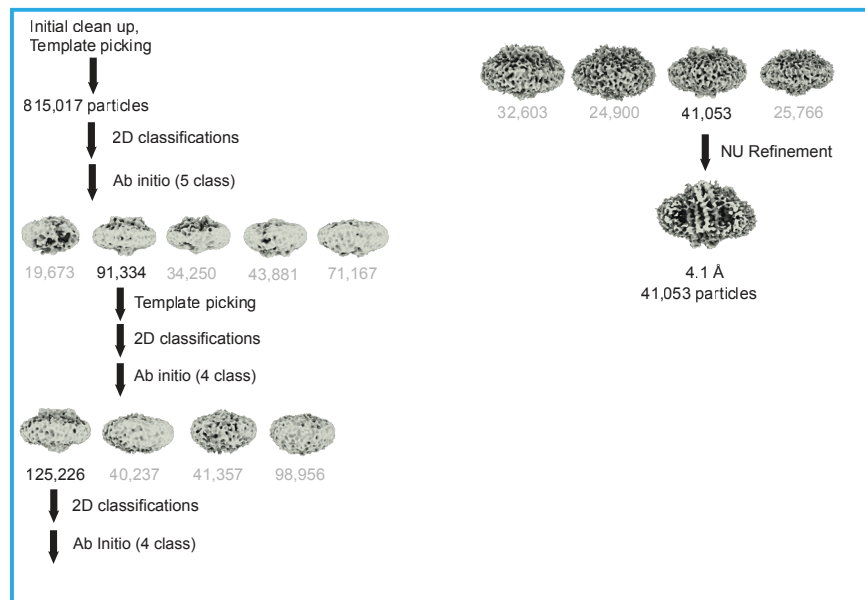 Initial clean up,
Template picking
815,017 particles
2D classifications
Ab initio (5 class)
19,673 91,334 34,250 43,881 71,167
Template picking
2D classifications
Ab initio (4 class)
125,226 40,237 41,357 98,956
2D classifications
Ab Initio (4 class)
32,603 24,900 41,053 25,766
NU Refinement
4.1 Å
41,053 particles